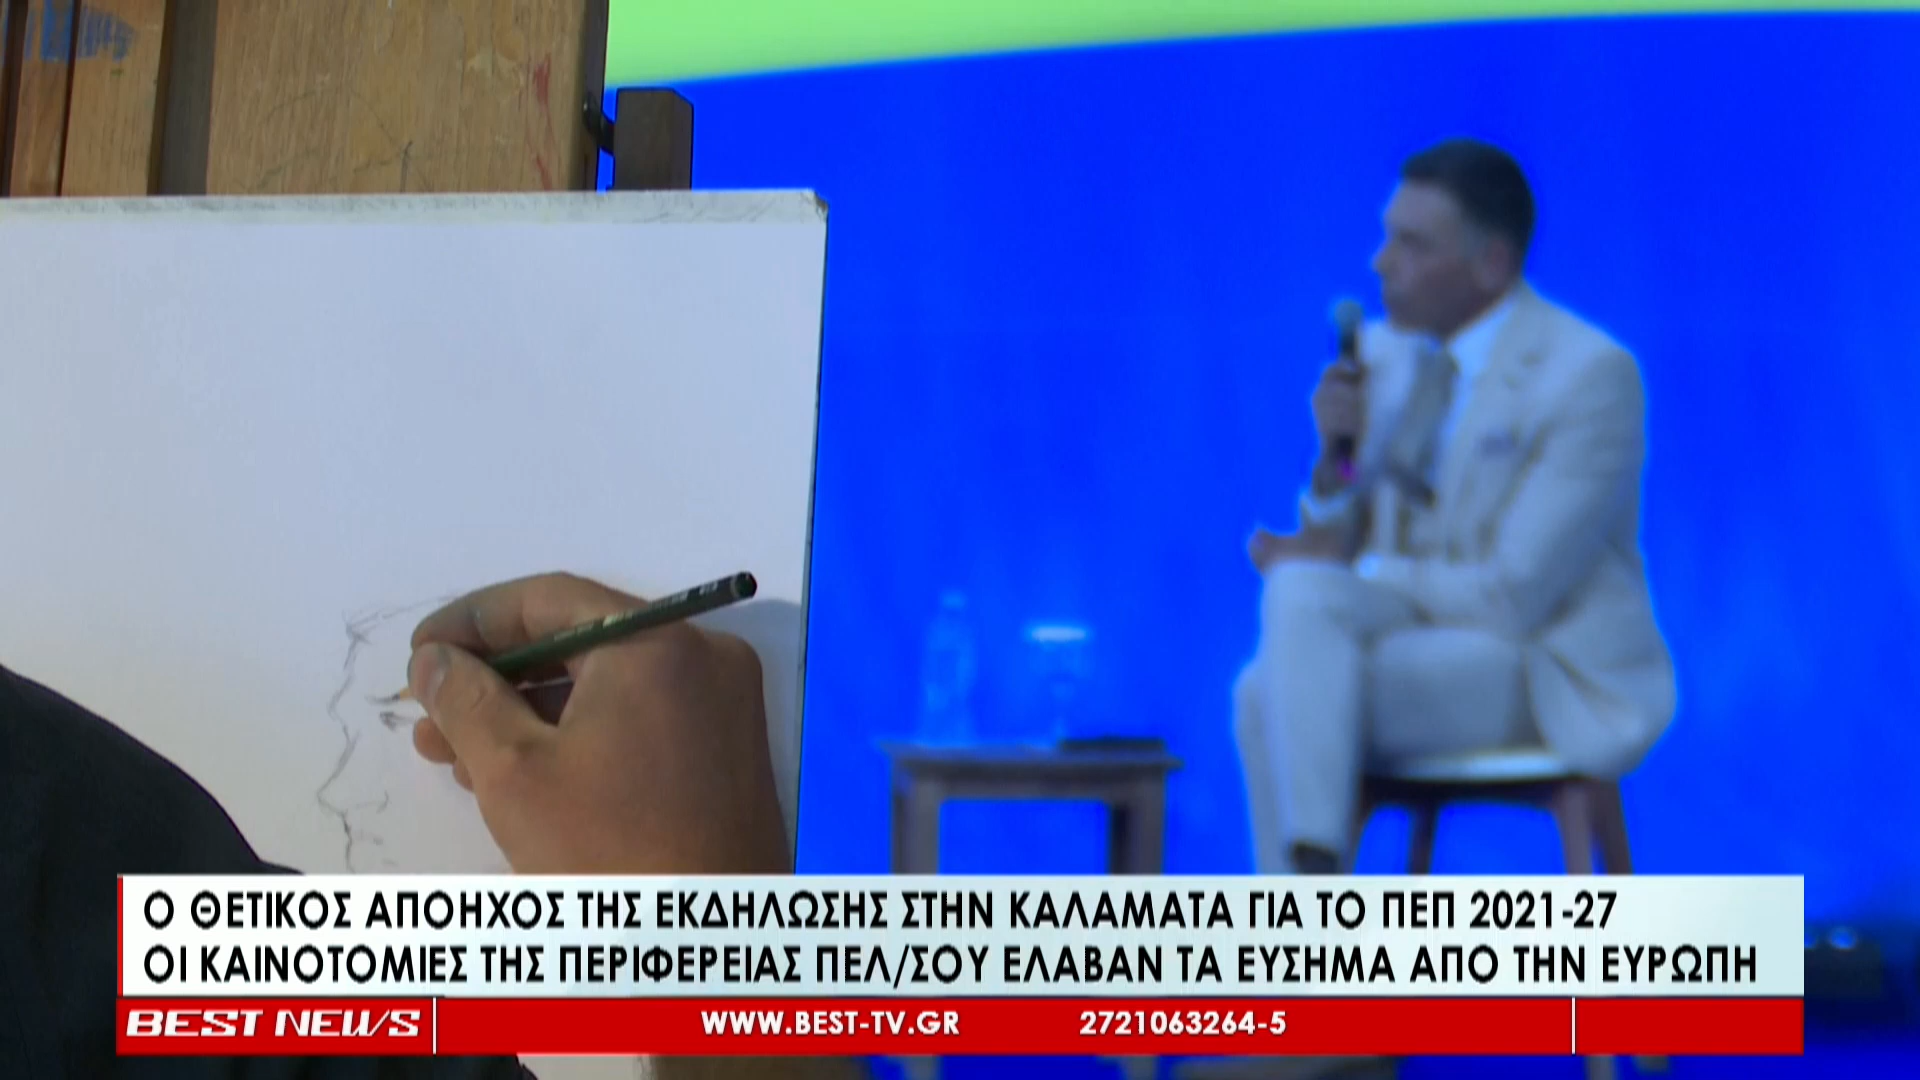 Ο ΘΕΤΙΚΟΣ ΑΠΟΗΧΟΣ ΤΗΣ ΕΚΔΗΛΩΣΗΣ ΣΤΗΝ ΚΑΛΑΜΑΤΑ ΓΙΑ ΤΟ ΠΕΠ 2021-27
ΟΙ ΚΑΙΝΟΤΟΜΙΕΣ ΤΗΣ ΠΕΡΙΦΕΡΕΙΑΣ ΠΕΛ/ΣΟΥ ΕΛΑΒΑΝ ΤΑ ΕΥΣΗΜΑ ΑΠΟ ΤΗΝ ΕΥΡΩΠΗ
BEST NEWS WWW.BEST-TV.GR 2721063264-5